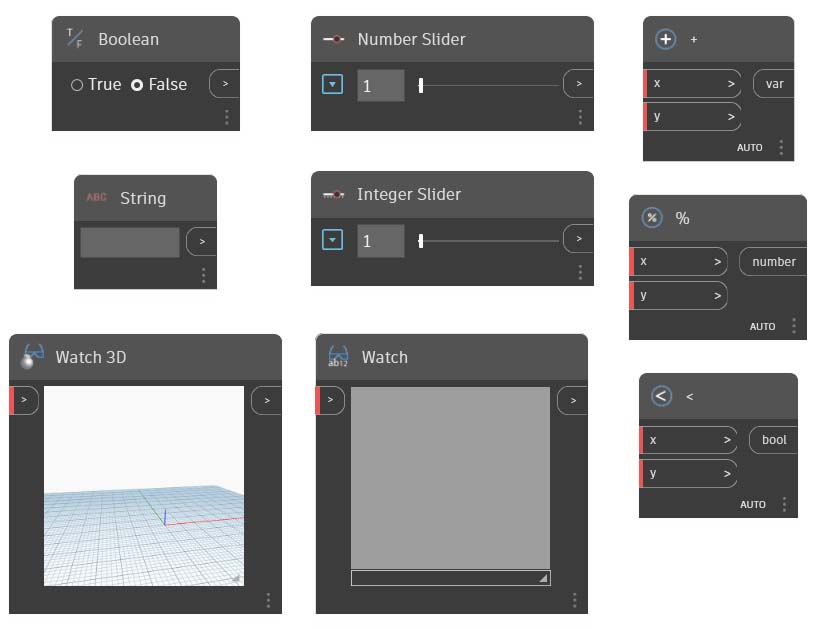 T
F
Boolean
True False >
Number Slider
1 >
+ +
x > var
y >
AUTO
ABC String
>
Integer Slider
1 >
% %
x > number
y >
AUTO
Watch 3D
> >
ab12
Watch
> >
< <
x > bool
y >
AUTO